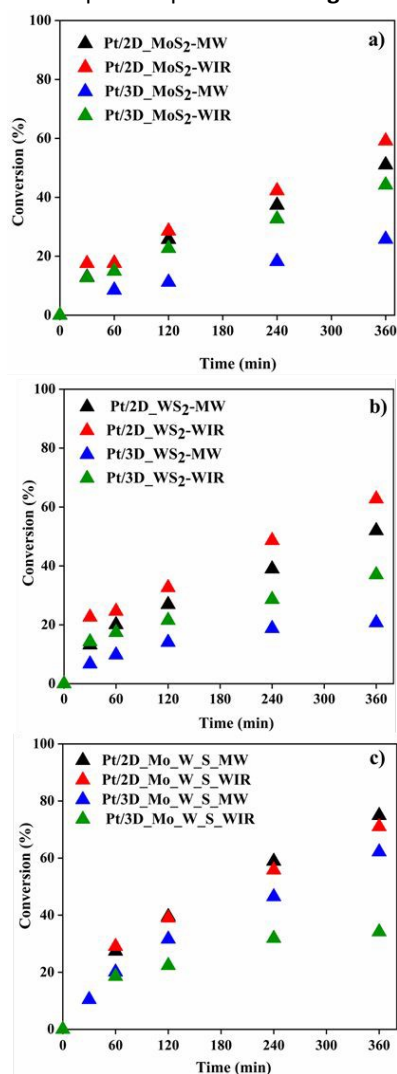 a)
Pt/2D_MoS2-MW
Pt/2D_MoS2-WIR
Pt/3D_MoS2-MW
Pt/3D_MoS2-WIR
Conversion (%)
100
80
60
40
20
0
0 60 120 180 240 300 360
Time (min)
b)
Pt/2D_WS2-MW
Pt/2D_WS2-WIR
Pt/3D_WS2-MW
Pt/3D_WS2-WIR
Conversion (%)
100
80
60
40
20
0
0 60 120 180 240 300 360
Time (min)
c)
Pt/2D_Mo_W_S_MW
Pt/2D_Mo_W_S_WIR
Pt/3D_Mo_W_S_MW
Pt/3D_Mo_W_S_WIR
Conversion (%)
100
80
60
40
20
0
0 60 120 180 240 300 360
Time (min)